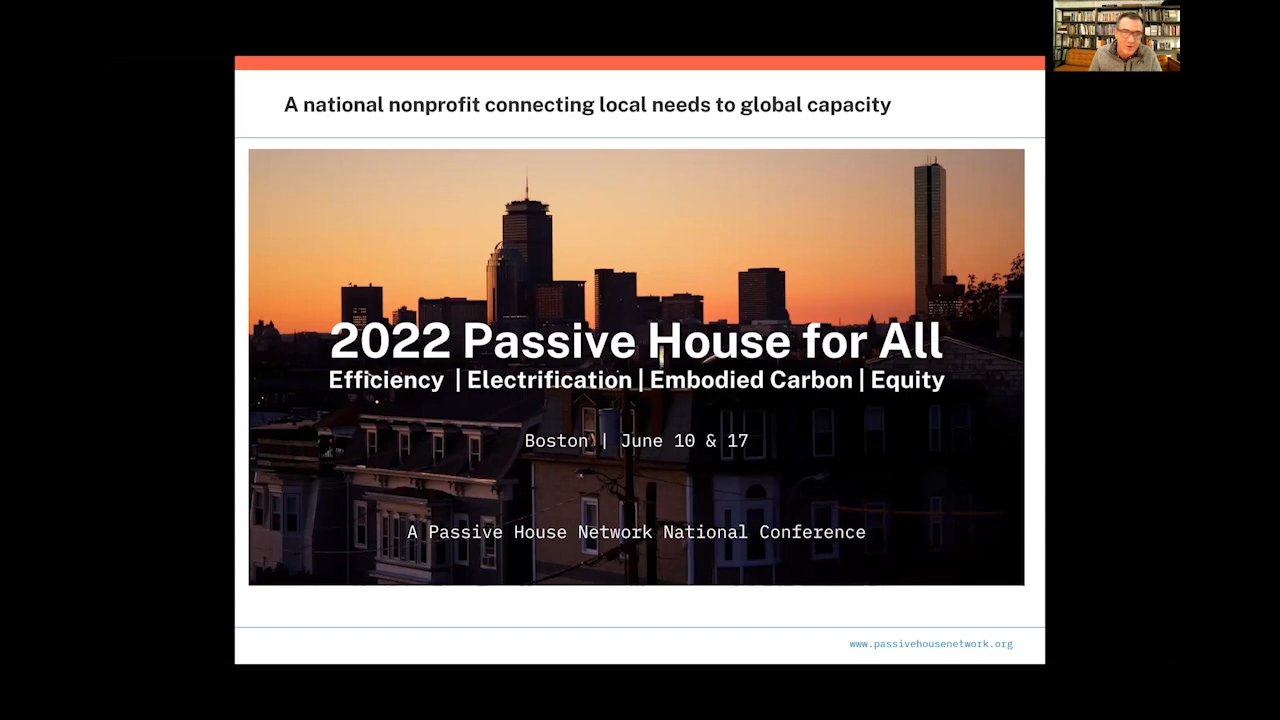 A national nonprofit connecting local needs to global capacity
2022 Passive House for All
Efficiency | Electrification | Embodied Carbon | Equity
Boston | June 10 & 17
A Passive House Network National Conference
www.passivehousenetwork.org